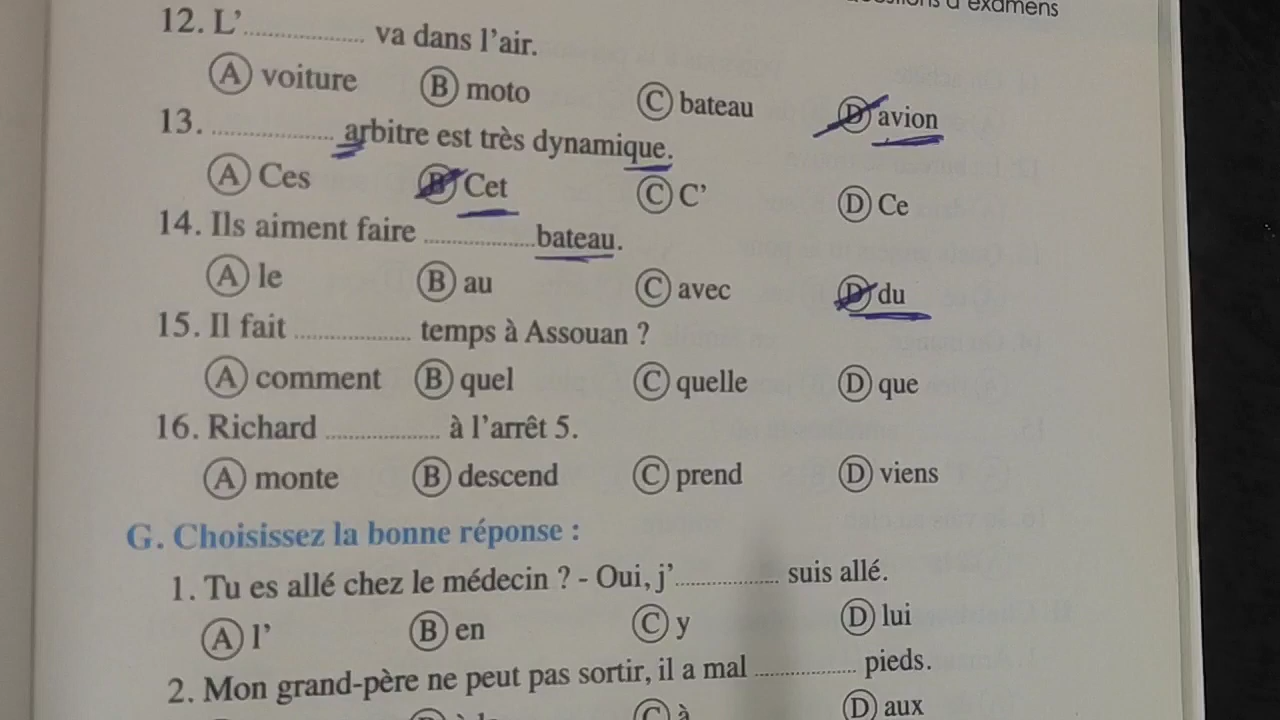 d'examens
12. L'.................... va dans l'air.
A voiture B moto C bateau D avion
13. .................... arbitre est très dynamique.
A Ces B Cet C C' D Ce
14. Ils aiment faire .................... bateau.
A le B au C avec D du
15. Il fait .................... temps à Assouan ?
A comment B quel C quelle D que
16. Richard .................... à l'arrêt 5.
A monte B descend C prend D viens
G. Choisissez la bonne réponse :
1. Tu es allé chez le médecin ? - Oui, j'.................... suis allé.
A l' B en C y D lui
2. Mon grand-père ne peut pas sortir, il a mal .................... pieds.
C à D aux